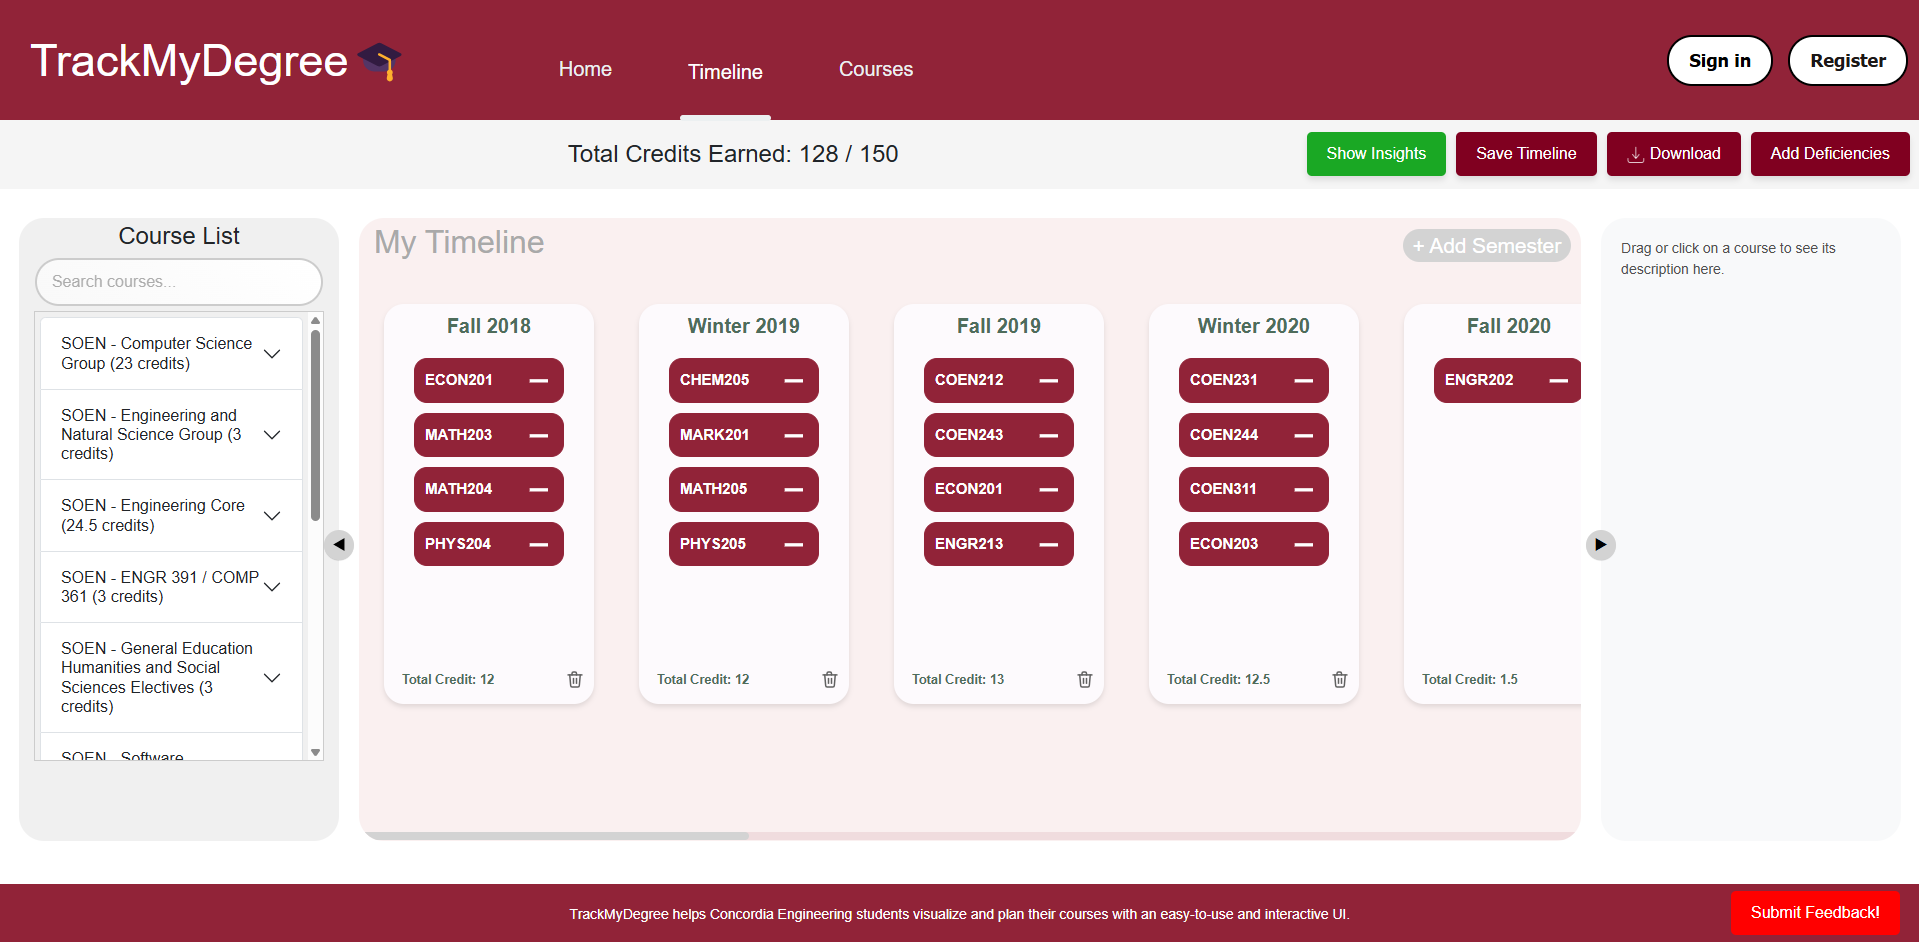 TrackMyDegree
Home
Timeline
Courses
Sign in
Register
Total Credits Earned: 128 / 150
Show Insights
Save Timeline
Download
Add Deficiencies
Course List
Search courses...
SOEN - Computer Science
Group (23 credits)
SOEN - Engineering and
Natural Science Group (3
credits)
SOEN - Engineering Core
(24.5 credits)
SOEN - ENGR 391 / COMP
361 (3 credits)
SOEN - General Education
Humanities and Social
Sciences Electives (3
credits)
SOEN - Software
My Timeline
+ Add Semester
Fall 2018
ECON201
MATH203
MATH204
PHYS204
Total Credit: 12
Winter 2019
CHEM205
MARK201
MATH205
PHYS205
Total Credit: 12
Fall 2019
COEN212
COEN243
ECON201
ENGR213
Total Credit: 13
Winter 2020
COEN231
COEN244
COEN311
ECON203
Total Credit: 12.5
Fall 2020
ENGR202
Total Credit: 1.5
Drag or click on a course to see its
description here.
TrackMyDegree helps Concordia Engineering students visualize and plan their courses with an easy-to-use and interactive UI.
Submit Feedback!